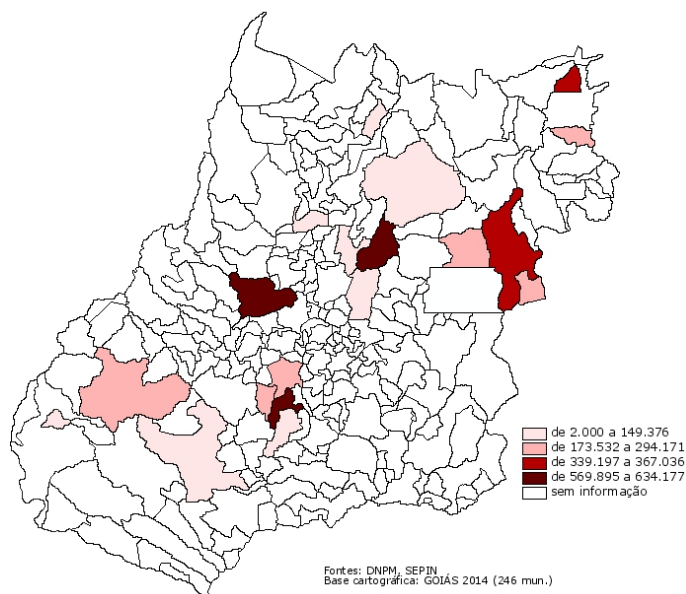 de 2.000 a 149.376
de 173.532 a 294.171
de 339.197 a 367.036
de 569.895 a 634.177
sem informação
Fontes: DNPM, SEPIN
Base cartográfica: GOIÁS 2014 (246 mun.)